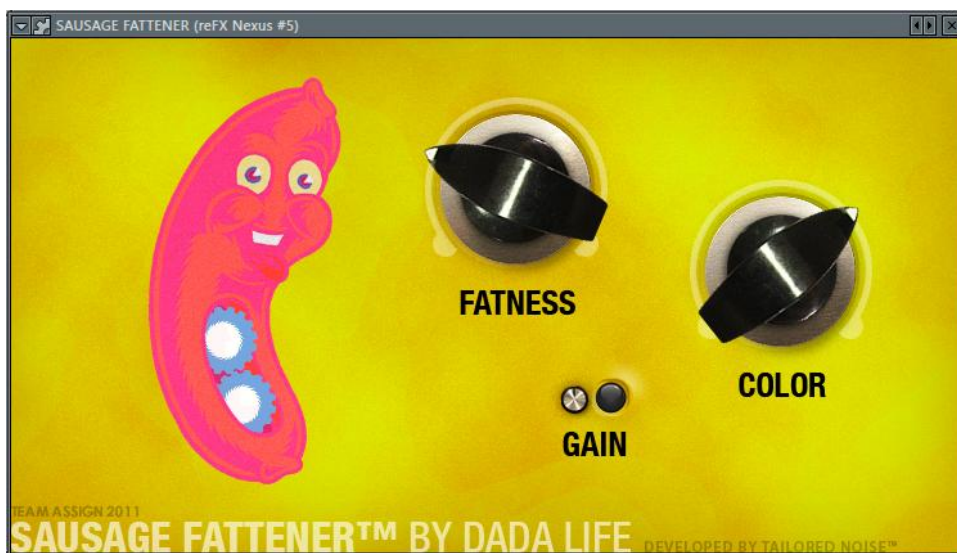 SAUSAGE FATTENER (reFX Nexus #5)
FATNESS
COLOR
GAIN
TEAM ASSIGN 2011
SAUSAGE FATTENER™ BY DADA LIFE DEVELOPED BY TAILORED NOISE™